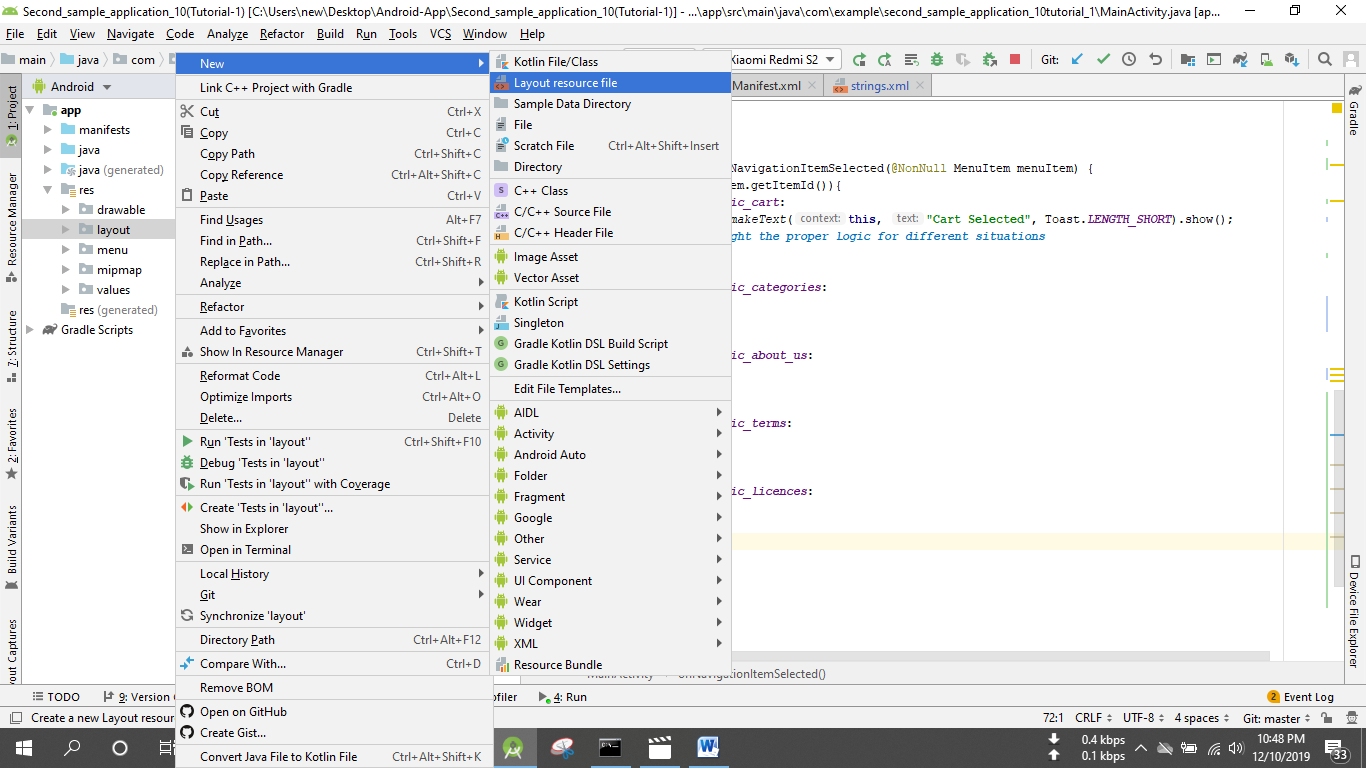 Second_sample_application_10(Tutorial-1) [C:\Users\new\Desktop\Android-App\Second_sample_application_10(Tutorial-1)] - ...\app\src\main\java\com\example\second_sample_application_10tutorial_1\MainActivity.java [ap...
File Edit View Navigate Code Analyze Refactor Build Run Tools VCS Window Help
main java com
Xiaomi Redmi S2 Git:
Android
Manifest.xml strings.xml
1: Project
Resource Manager
7: Structure
2: Favorites
Build Variants
out Captures
app
manifests
java
java (generated)
res
drawable
layout
menu
mipmap
values
res (generated)
Gradle Scripts
New
Link C++ Project with Gradle
Cut Ctrl+X
Copy Ctrl+C
Copy Path Ctrl+Shift+C
Copy Reference Ctrl+Alt+Shift+C
Paste Ctrl+V
Find Usages Alt+F7
Find in Path... Ctrl+Shift+F
Replace in Path... Ctrl+Shift+R
Analyze
Refactor
Add to Favorites
Show In Resource Manager Ctrl+Shift+T
Reformat Code Ctrl+Alt+L
Optimize Imports Ctrl+Alt+O
Delete... Delete
Run 'Tests in 'layout'' Ctrl+Shift+F10
Debug 'Tests in 'layout''
Run 'Tests in 'layout'' with Coverage
Create 'Tests in 'layout''...
Show in Explorer
Open in Terminal
Local History
Git
Synchronize 'layout'
Directory Path Ctrl+Alt+F12
Compare With... Ctrl+D
Remove BOM
Open on GitHub
Create Gist...
Convert Java File to Kotlin File Ctrl+Alt+Shift+K
Kotlin File/Class
Layout resource file
Sample Data Directory
File
Scratch File Ctrl+Alt+Shift+Insert
Directory
C++ Class
C/C++ Source File
C/C++ Header File
Image Asset
Vector Asset
Kotlin Script
Singleton
Gradle Kotlin DSL Build Script
Gradle Kotlin DSL Settings
Edit File Templates...
AIDL
Activity
Android Auto
Folder
Fragment
Google
Other
Service
UI Component
Wear
Widget
XML
Resource Bundle
NavigationItemSelected(@NonNull MenuItem menuItem) {
em.getItemId()){
ic_cart:
makeText( context: this, text: "Cart Selected", Toast.LENGTH_SHORT).show();
ght the proper logic for different situations
ic_categories:
ic_about_us:
ic_terms:
ic_licences:
Gradle
Device File Explorer
MainActivity onNavigationItemSelected()
TODO 9: Version ofiler 4: Run 2 Event Log
Create a new Layout resour 72:1 CRLF UTF-8 4 spaces Git: master
0.4 kbps
0.1 kbps
10:48 PM
12/10/2019
33